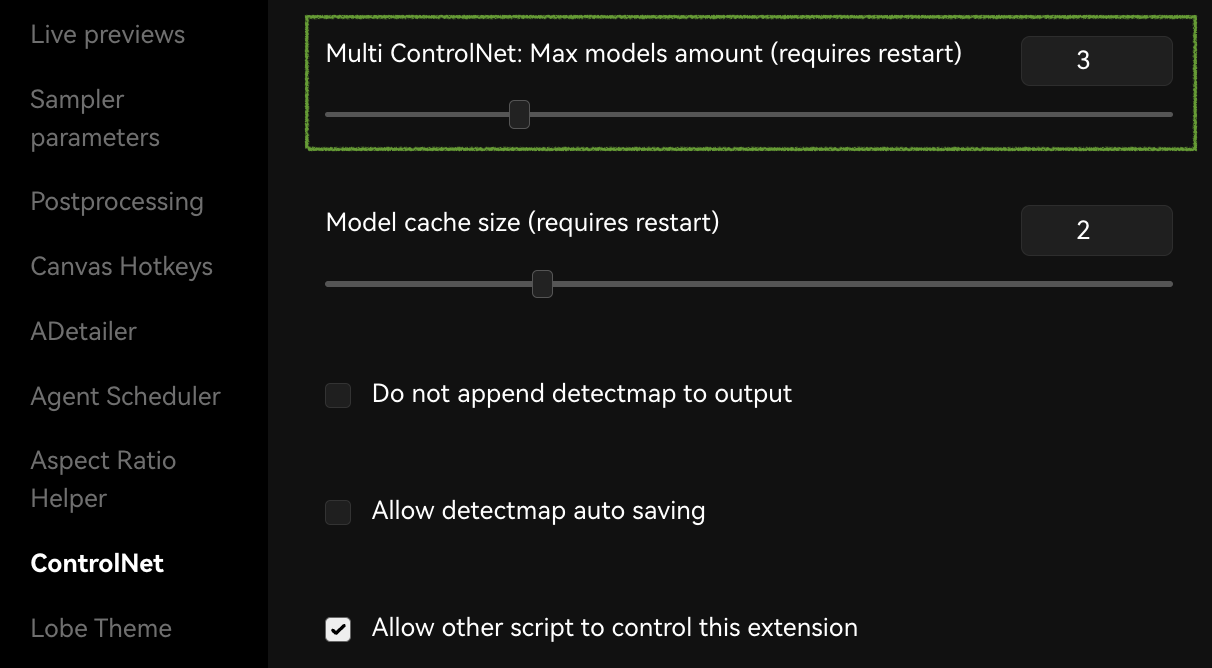 Live previews
Sampler
parameters
Postprocessing
Canvas Hotkeys
ADetailer
Agent Scheduler
Aspect Ratio
Helper
ControlNet
Lobe Theme
Multi ControlNet: Max models amount (requires restart)
3
Model cache size (requires restart)
2
Do not append detectmap to output
Allow detectmap auto saving
Allow other script to control this extension